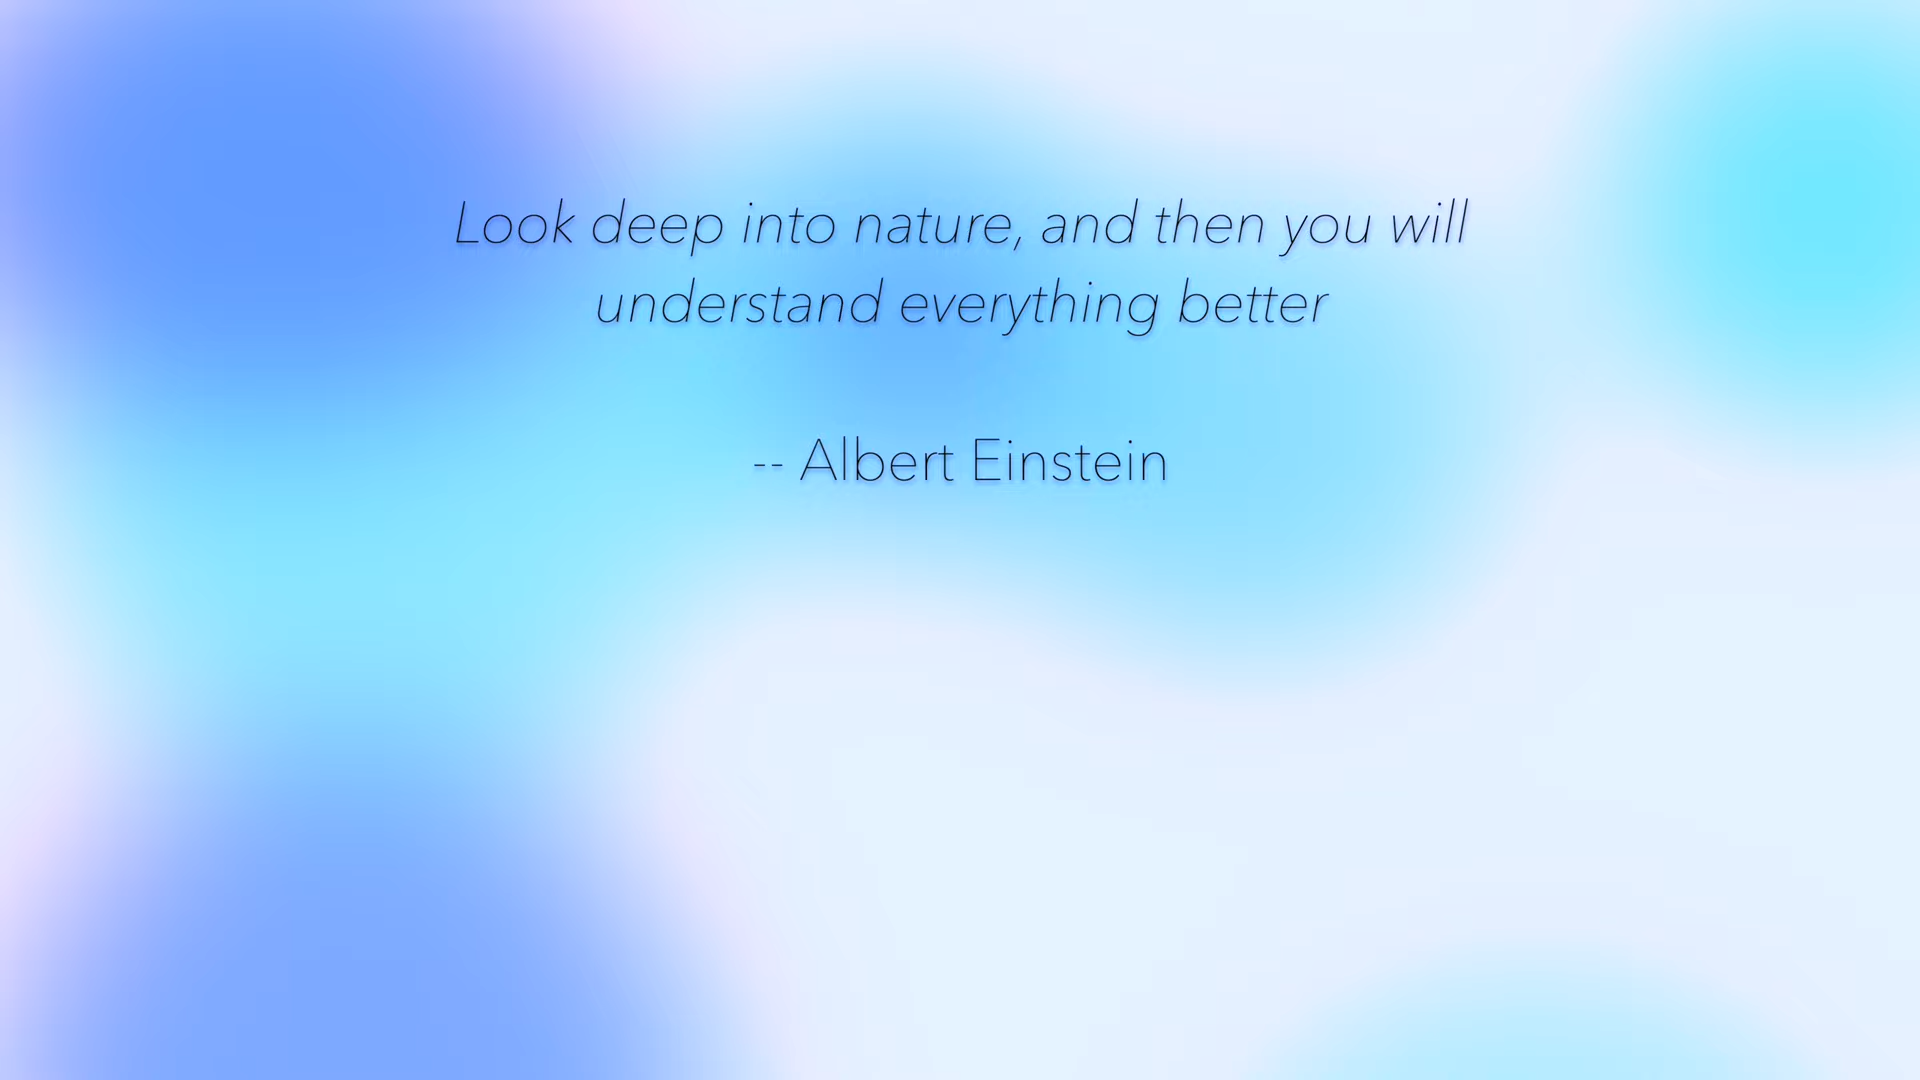 Look deep into nature, and then you will
understand everything better
-- Albert Einstein